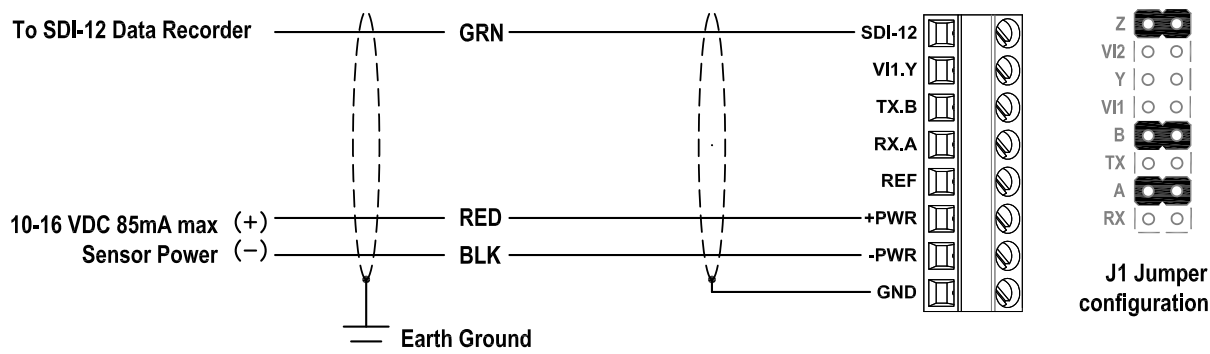 To SDI-12 Data Recorder
GRN
SDI-12
VI1.Y
TX.B
RX.A
REF
10-16 VDC 85mA max (+)
RED
+PWR
Sensor Power (−)
BLK
-PWR
GND
Earth Ground
Z
VI2
Y
VI1
B
TX
A
RX
J1 Jumper
configuration